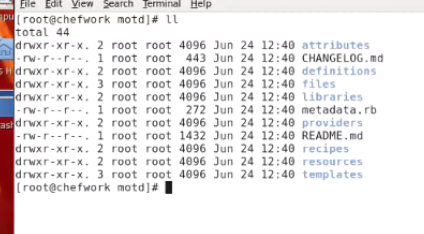 File Edit View Search Terminal Help
[root@chefwork motd]# ll
total 44
drwxr-xr-x. 2 root root 4096 Jun 24 12:40 attributes
-rw-r--r--. 1 root root  443 Jun 24 12:40 CHANGELOG.md
drwxr-xr-x. 2 root root 4096 Jun 24 12:40 definitions
drwxr-xr-x. 3 root root 4096 Jun 24 12:40 files
drwxr-xr-x. 2 root root 4096 Jun 24 12:40 libraries
-rw-r--r--. 1 root root  272 Jun 24 12:40 metadata.rb
drwxr-xr-x. 2 root root 4096 Jun 24 12:40 providers
-rw-r--r--. 1 root root 1432 Jun 24 12:40 README.md
drwxr-xr-x. 2 root root 4096 Jun 24 12:40 recipes
drwxr-xr-x. 2 root root 4096 Jun 24 12:40 resources
drwxr-xr-x. 3 root root 4096 Jun 24 12:40 templates
[root@chefwork motd]#